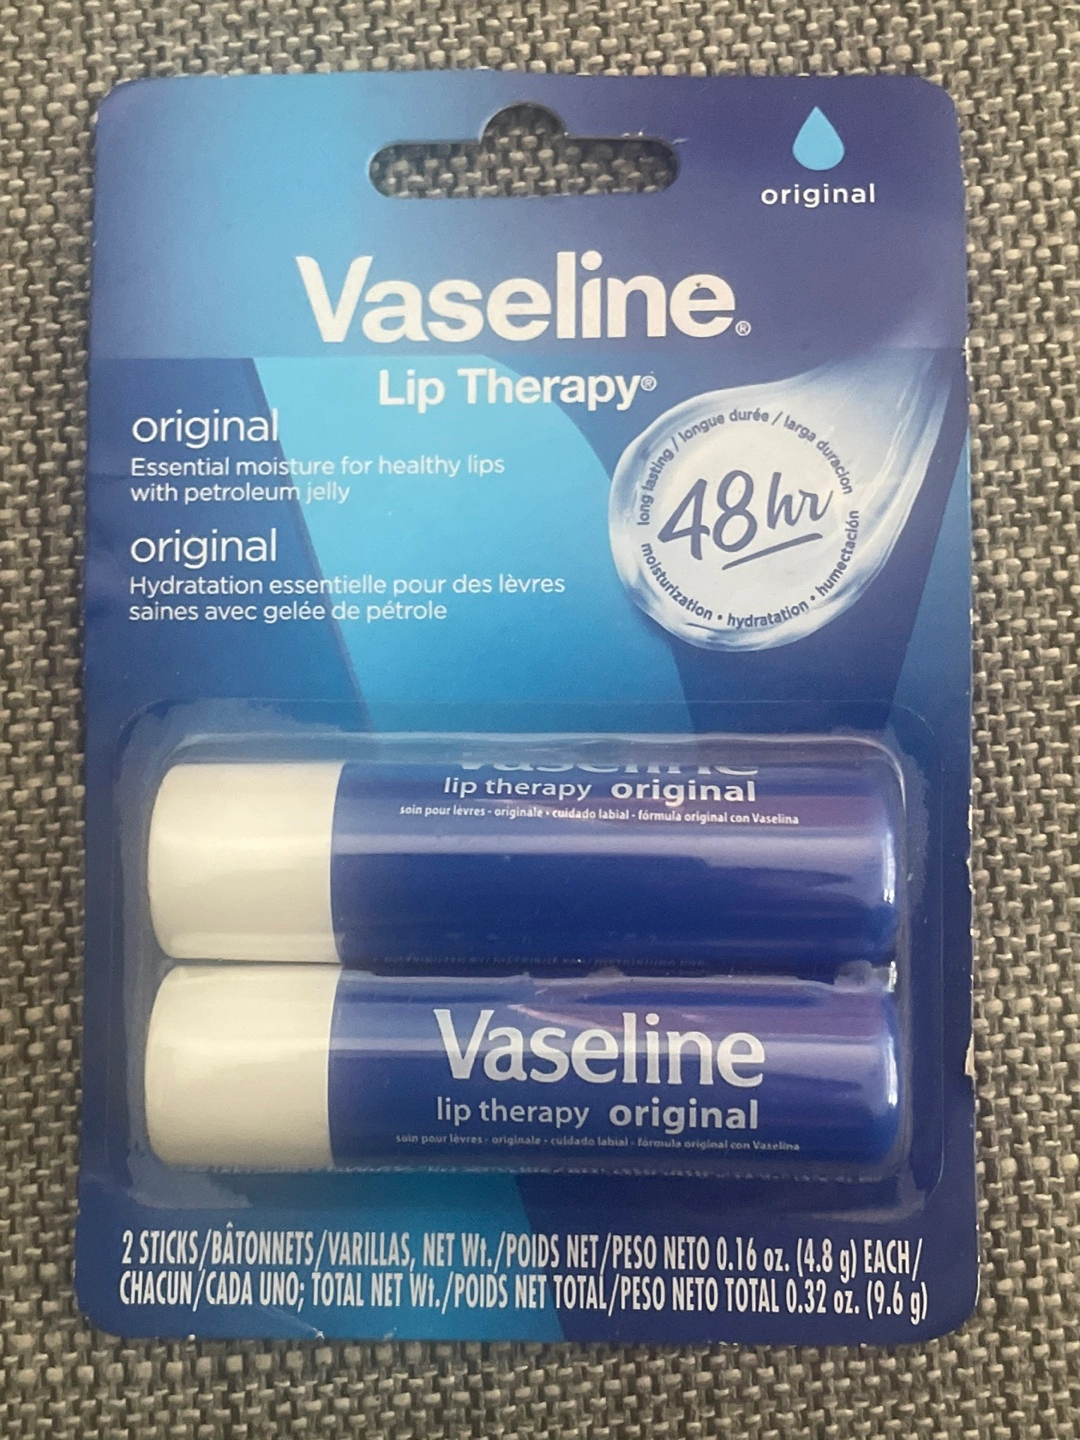 original
Vaseline®
Lip Therapy®
original
Essential moisture for healthy lips
with petroleum jelly
original
Hydratation essentielle pour des lèvres
saines avec gelée de pétrole
long lasting / longue durée / larga duración
48hr
moisturization • hydratation • humectación
Vaseline
lip therapy original
soin pour lèvres - originale - cuidado labial - fórmula original con Vaselina
Vaseline
lip therapy original
soin pour lèvres - originale - cuidado labial - fórmula original con Vaselina
2 STICKS/BÂTONNETS/VARILLAS, NET Wt./POIDS NET/PESO NETO 0.16 oz. (4.8 g) EACH/
CHACUN/CADA UNO; TOTAL NET Wt./POIDS NET TOTAL/PESO NETO TOTAL 0.32 oz. (9.6 g)